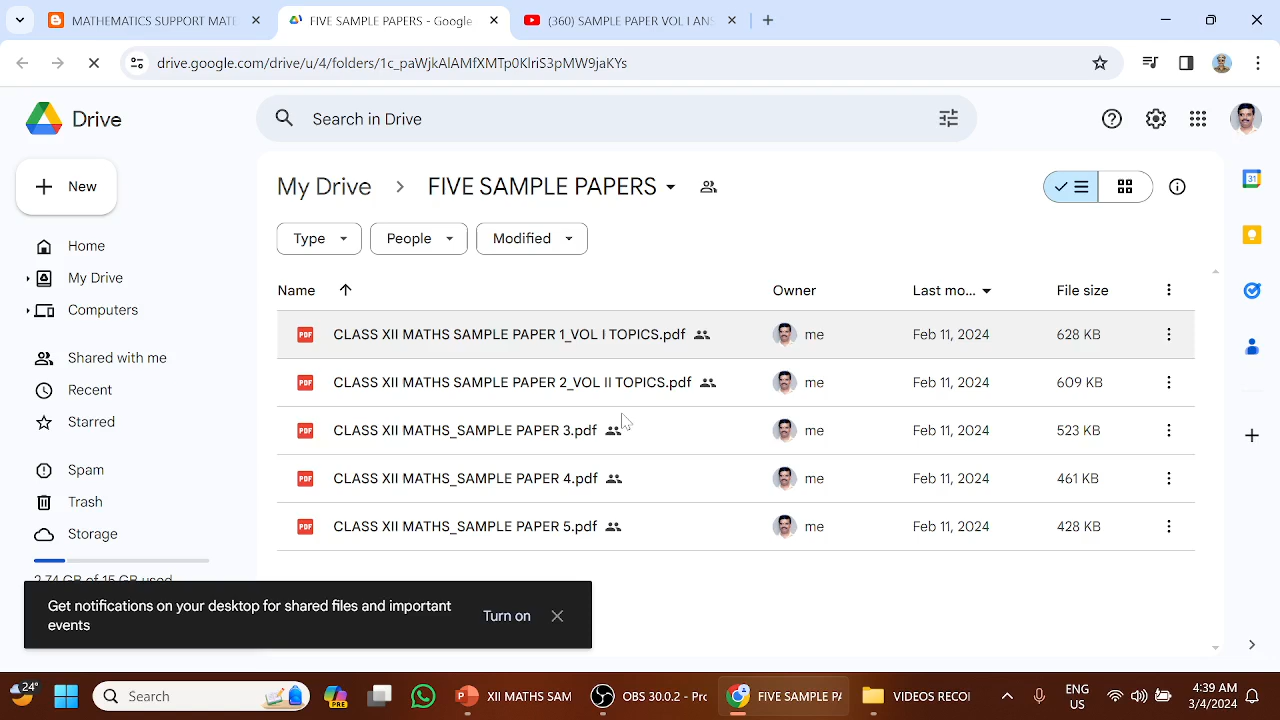 MATHEMATICS SUPPORT MATE
FIVE SAMPLE PAPERS - Google
(360) SAMPLE PAPER VOL I ANS
drive.google.com/drive/u/4/folders/1c_paWjkAlAMfXMTp0KIriS3pMW9jaKYs
Drive
Search in Drive
New
My Drive
FIVE SAMPLE PAPERS
Type
People
Modified
Home
My Drive
Computers
Shared with me
Recent
Starred
Spam
Trash
Storage
2.74 GB of 15 GB used
Name
Owner
Last mo...
File size
CLASS XII MATHS SAMPLE PAPER 1_VOL I TOPICS.pdf
me
Feb 11, 2024
628 KB
CLASS XII MATHS SAMPLE PAPER 2_VOL II TOPICS.pdf
me
Feb 11, 2024
609 KB
CLASS XII MATHS_SAMPLE PAPER 3.pdf
me
Feb 11, 2024
523 KB
CLASS XII MATHS_SAMPLE PAPER 4.pdf
me
Feb 11, 2024
461 KB
CLASS XII MATHS_SAMPLE PAPER 5.pdf
me
Feb 11, 2024
428 KB
31
Get notifications on your desktop for shared files and important
events
Turn on
24°
Search
PRE
XII MATHS SAM
OBS 30.0.2 - Prc
FIVE SAMPLE PA
VIDEOS RECOI
ENG
US
4:39 AM
3/4/2024